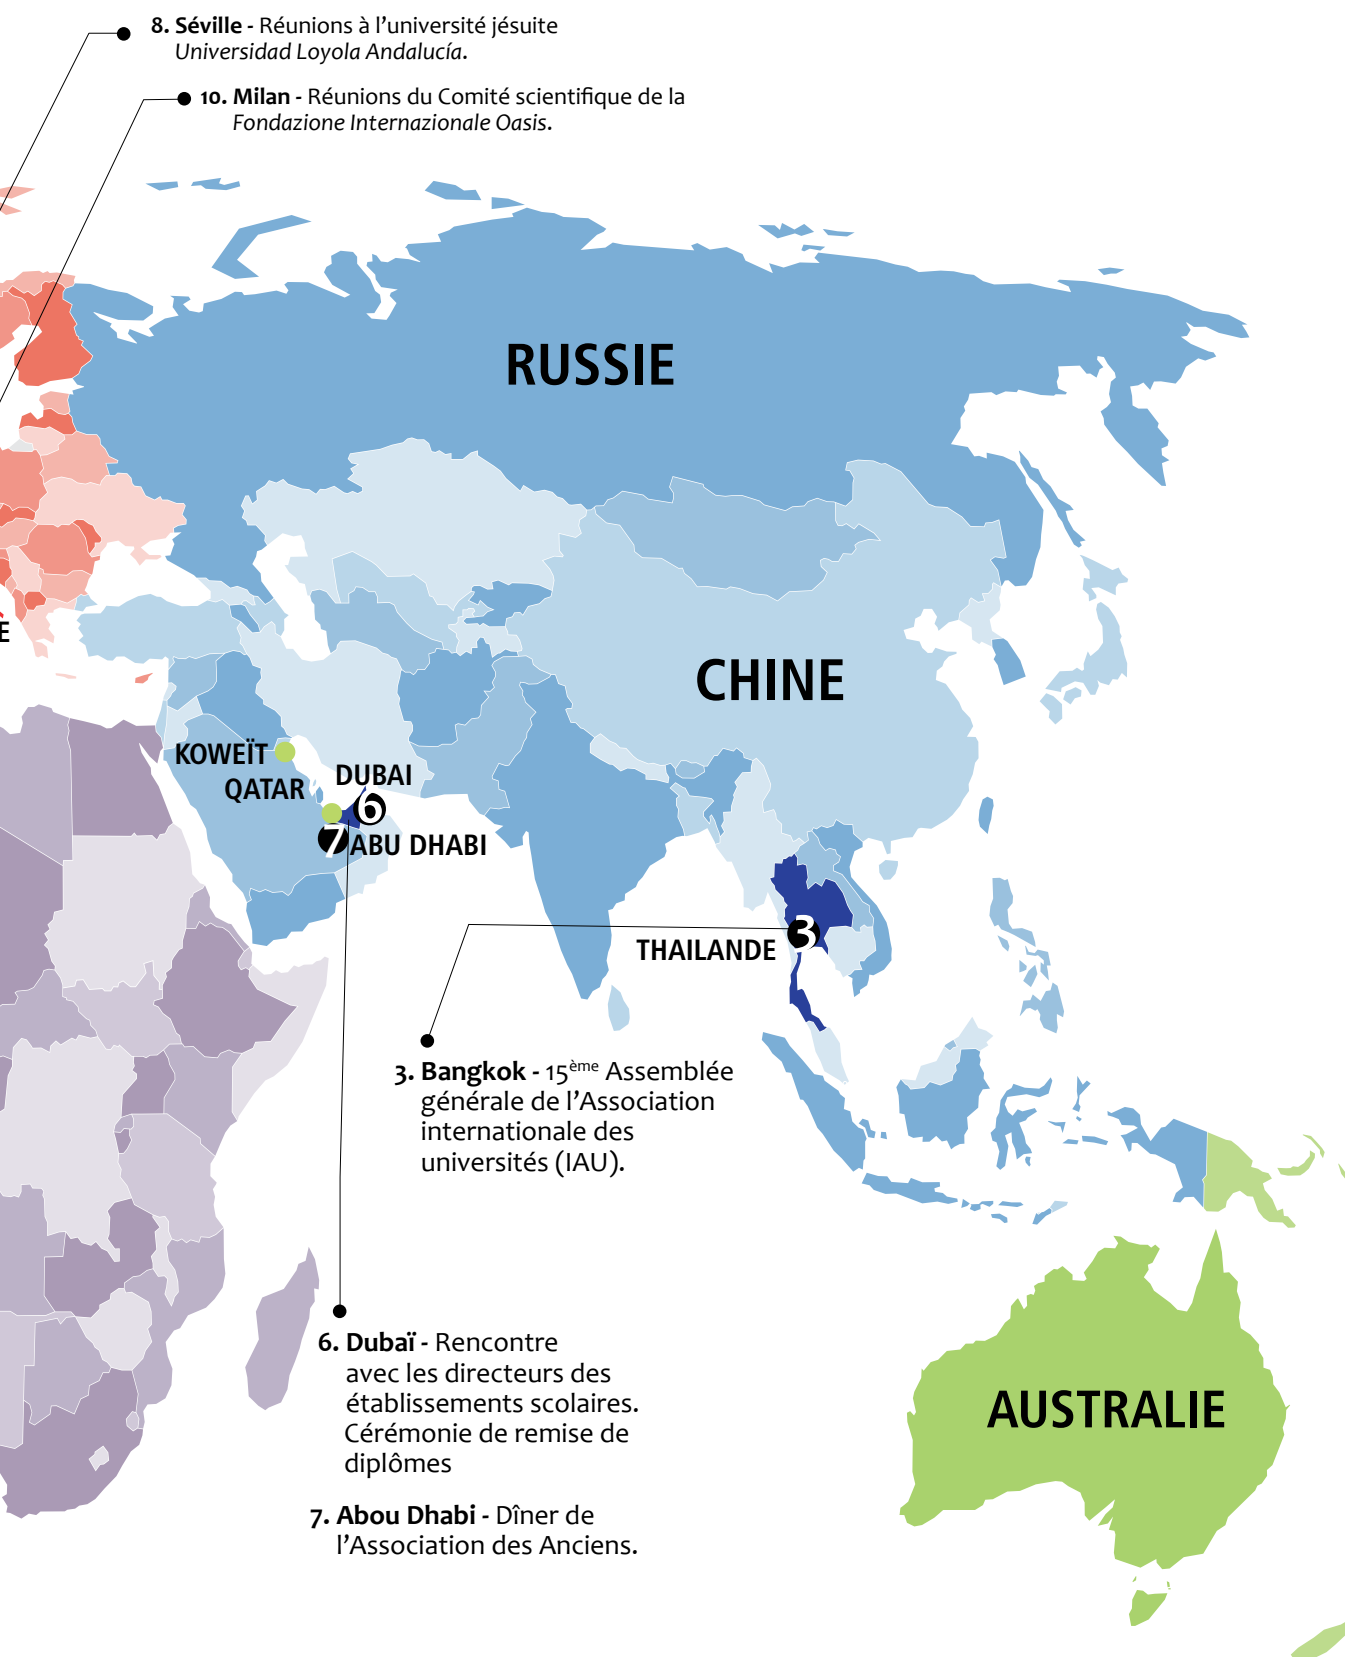 8. Séville - Réunions à l’université jésuite
Universidad Loyola Andalucía.
10. Milan - Réunions du Comité scientifique de la
Fondazione Internazionale Oasis.
RUSSIE
CHINE
E
KOWEÏT
QATAR
DUBAI
6
7
ABU DHABI
3
THAILANDE
3. Bangkok - 15ème Assemblée
générale de l’Association
internationale des
universités (IAU).
6. Dubaï - Rencontre
avec les directeurs des
établissements scolaires.
Cérémonie de remise de
diplômes
AUSTRALIE
7. Abou Dhabi - Dîner de
l’Association des Anciens.